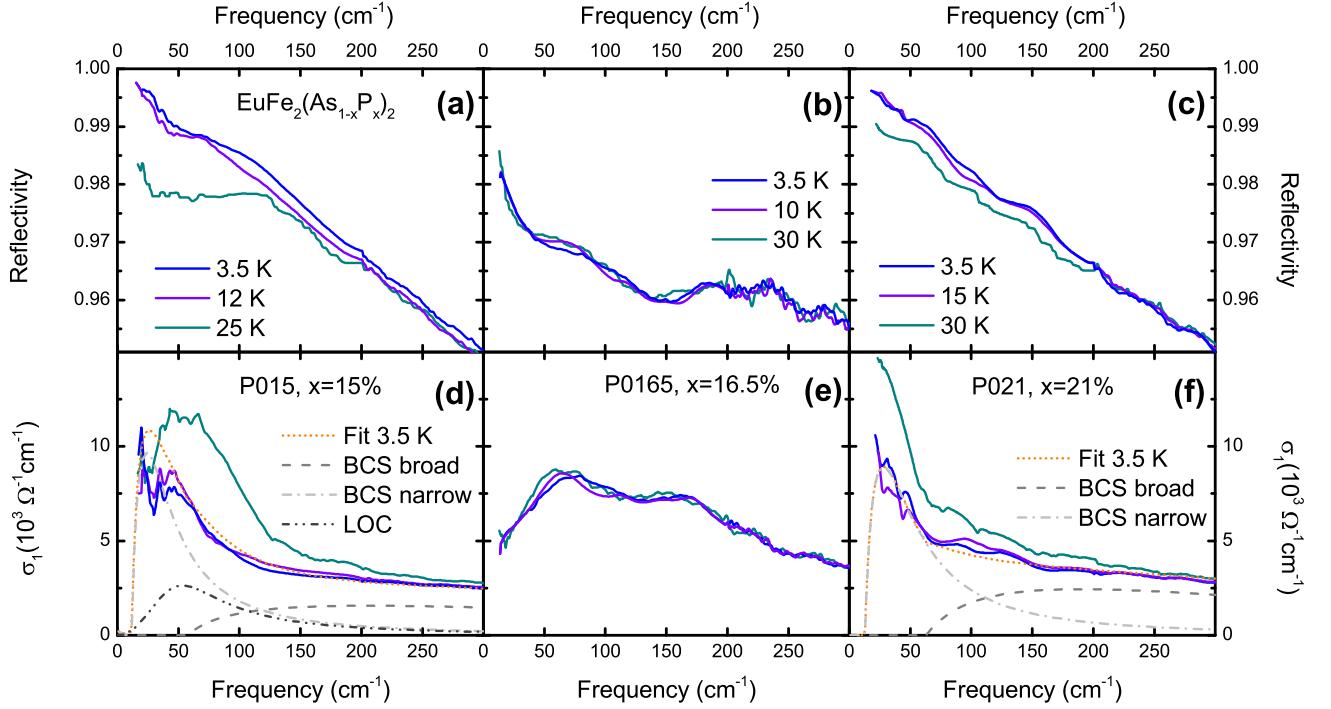 Frequency (cm⁻¹) Frequency (cm⁻¹) Frequency (cm⁻¹)
0 50 100 150 200 250 0 50 100 150 200 250 0 50 100 150 200 250
1.00
0.99
0.98
0.97
0.96
Reflectivity
EuFe₂(As₁₋ₓPₓ)₂
(a)
3.5 K
12 K
25 K
(b)
3.5 K
10 K
30 K
(c)
3.5 K
15 K
30 K
1.00
0.99
0.98
0.97
0.96
Reflectivity
10
5
0
σ₁(10³ Ω⁻¹cm⁻¹)
P015, x=15%
(d)
Fit 3.5 K
BCS broad
BCS narrow
LOC
P0165, x=16.5%
(e)
P021, x=21%
(f)
Fit 3.5 K
BCS broad
BCS narrow
10
5
0
σ₁(10³ Ω⁻¹cm⁻¹)
0 50 100 150 200 250 0 50 100 150 200 250 0 50 100 150 200 250
Frequency (cm⁻¹) Frequency (cm⁻¹) Frequency (cm⁻¹)